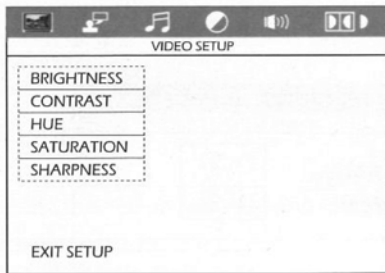 VIDEO SETUP
BRIGHTNESS
CONTRAST
HUE
SATURATION
SHARPNESS
EXIT SETUP